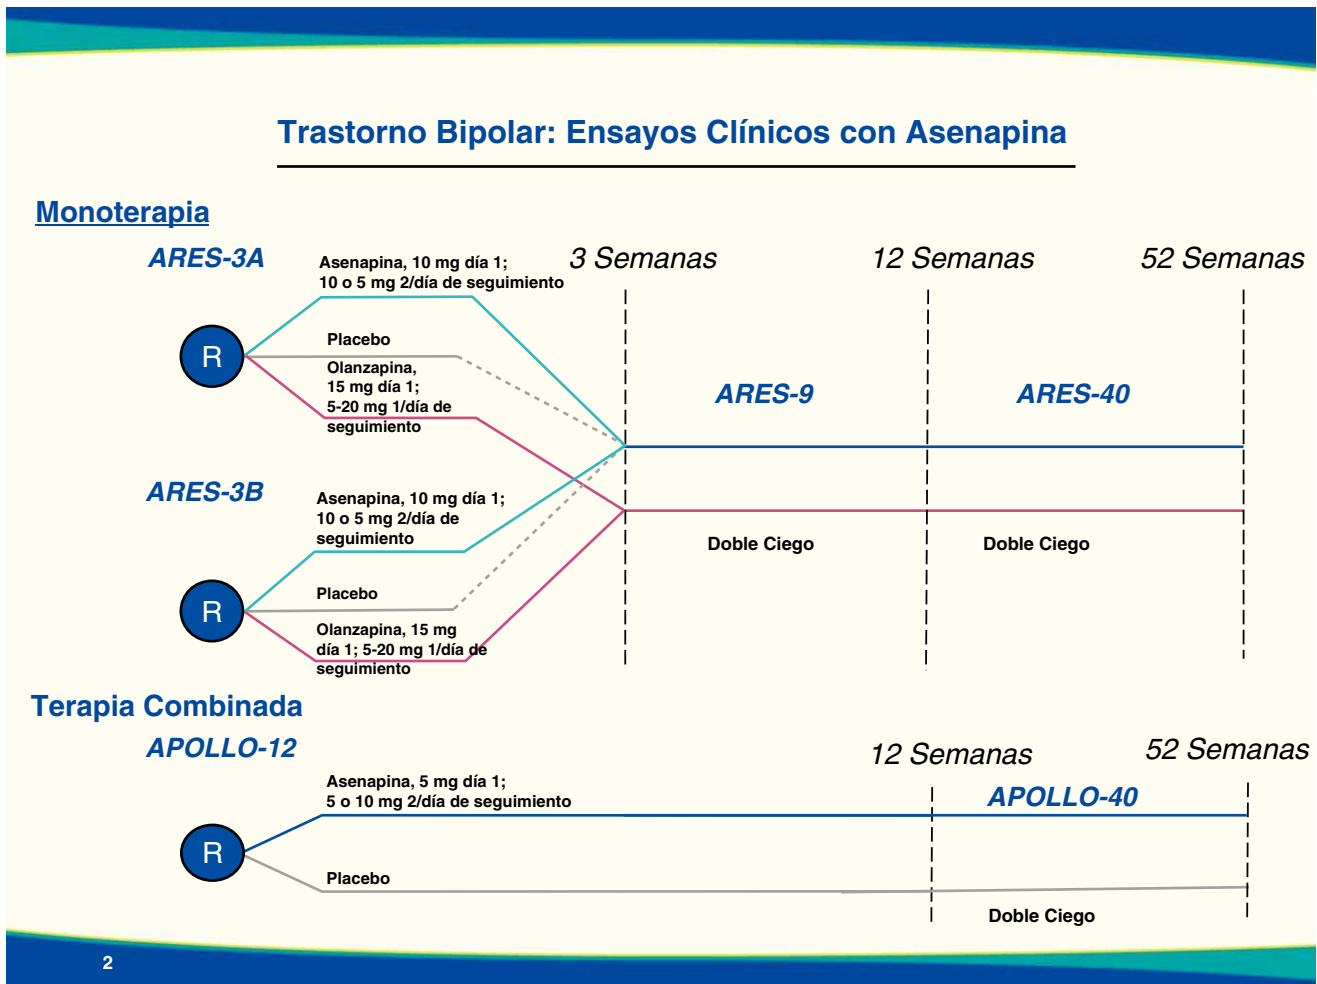 Trastorno Bipolar: Ensayos Clínicos con Asenapina
Monoterapia
ARES-3A
Asenapina, 10 mg día 1;
10 o 5 mg 2/día de seguimiento
3 Semanas
12 Semanas
52 Semanas
R
Placebo
Olanzapina,
15 mg día 1;
5-20 mg 1/día de
seguimiento
ARES-9
ARES-40
ARES-3B
Asenapina, 10 mg día 1;
10 o 5 mg 2/día de
seguimiento
Doble Ciego
Doble Ciego
R
Placebo
Olanzapina, 15 mg
día 1; 5-20 mg 1/día de
seguimiento
Terapia Combinada
APOLLO-12
12 Semanas
52 Semanas
Asenapina, 5 mg día 1;
5 o 10 mg 2/día de seguimiento
APOLLO-40
R
Placebo
Doble Ciego
2